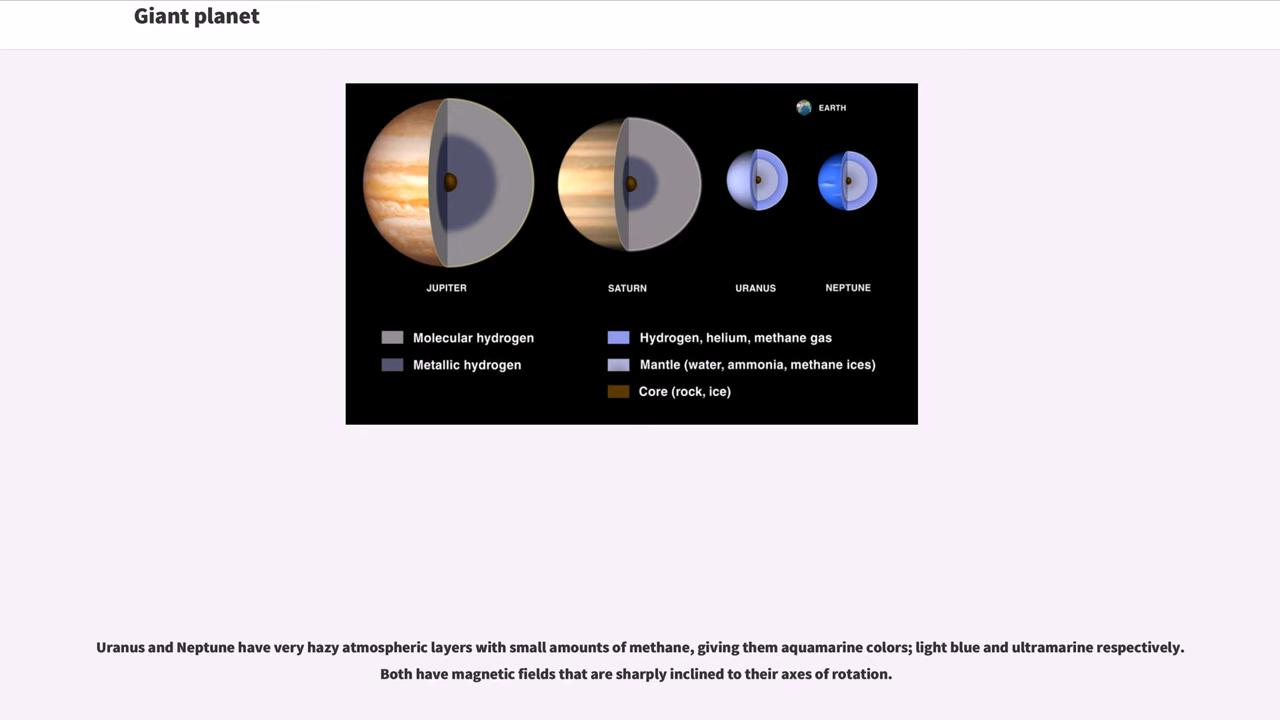 Giant planet
EARTH
JUPITER SATURN URANUS NEPTUNE
Molecular hydrogen Hydrogen, helium, methane gas
Metallic hydrogen Mantle (water, ammonia, methane ices)
Core (rock, ice)
Uranus and Neptune have very hazy atmospheric layers with small amounts of methane, giving them aquamarine colors; light blue and ultramarine respectively.
Both have magnetic fields that are sharply inclined to their axes of rotation.